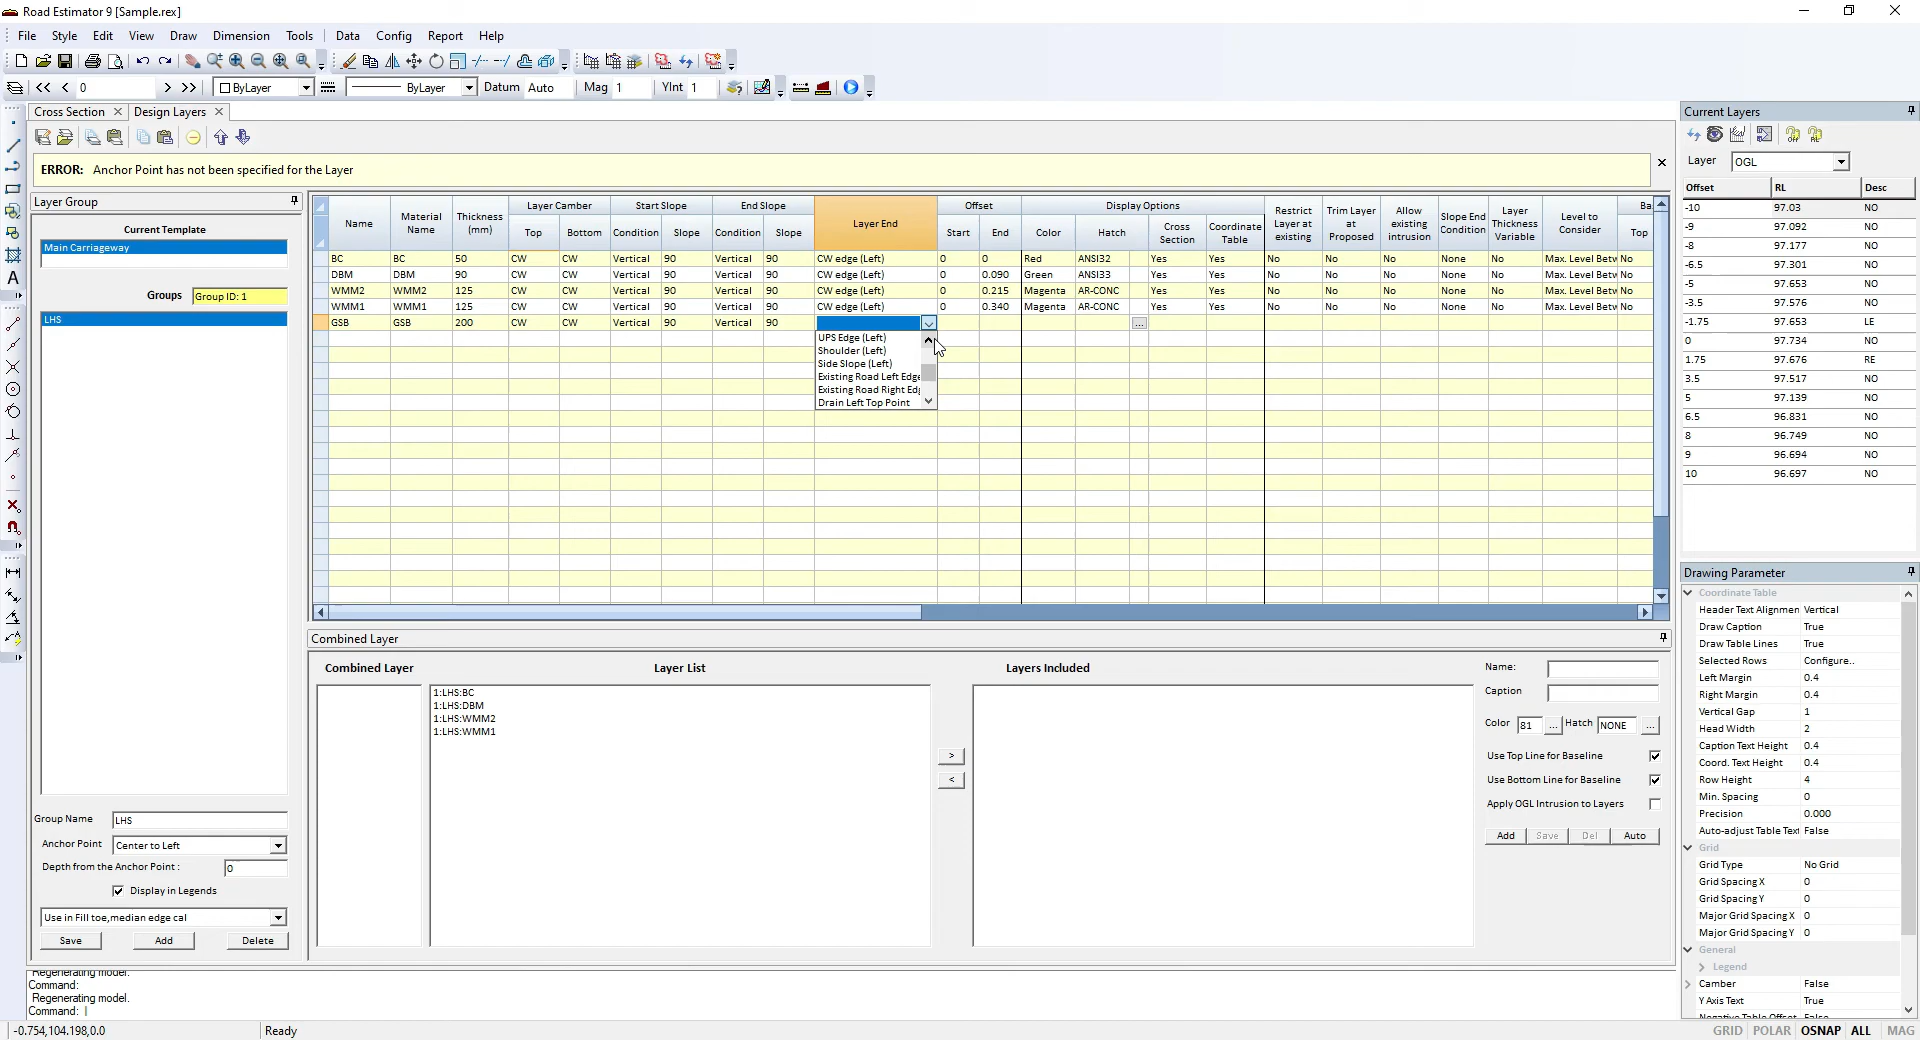 Road Estimator 9 [Sample.rex]
File Style Edit View Draw Dimension Tools Data Config Report Help
0 ByLayer ByLayer Datum Auto Mag 1 YInt 1
Cross Section Design Layers
ERROR: Anchor Point has not been specified for the Layer
Layer Group
Current Template
Main Carriageway
Groups Group ID: 1
LHS
Group Name LHS
Anchor Point Center to Left
Depth from the Anchor Point : 0
Display in Legends
Use in Fill toe,median edge cal
Save Add Delete
Layer Camber Start Slope End Slope Offset Display Options
Name Material Name Thickness (mm) Top Bottom Condition Slope Condition Slope Layer End Start End Color Hatch Cross Section Coordinate Table Restrict Layer at existing Trim Layer at Proposed Allow existing intrusion Slope End Condition Layer Thickness Variable Level to Consider Top
BC BC 50 CW CW Vertical 90 Vertical 90 CW edge (Left) 0 0 Red ANSI32 Yes Yes No No No None No Max. Level Betw No
DBM DBM 90 CW CW Vertical 90 Vertical 90 CW edge (Left) 0 0.090 Green ANSI33 Yes Yes No No No None No Max. Level Betw No
WMM2 WMM2 125 CW CW Vertical 90 Vertical 90 CW edge (Left) 0 0.215 Magenta AR-CONC Yes Yes No No No None No Max. Level Betw No
WMM1 WMM1 125 CW CW Vertical 90 Vertical 90 CW edge (Left) 0 0.340 Magenta AR-CONC Yes Yes No No No None No Max. Level Betw No
GSB GSB 200 CW CW Vertical 90 Vertical 90 ...
UPS Edge (Left)
Shoulder (Left)
Side Slope (Left)
Existing Road Left Edge
Existing Road Right Edg
Drain Left Top Point
Combined Layer
Combined Layer Layer List Layers Included
1:LHS:BC
1:LHS:DBM
1:LHS:WMM2
1:LHS:WMM1
>
<
Name:
Caption
Color 81 ... Hatch NONE ...
Use Top Line for Baseline
Use Bottom Line for Baseline
Apply OGL Intrusion to Layers
Add Save Del Auto
Current Layers
Layer OGL
Offset RL Desc
-10 97.03 NO
-9 97.092 NO
-8 97.177 NO
-6.5 97.301 NO
-5 97.653 NO
-3.5 97.576 NO
-1.75 97.653 LE
0 97.734 NO
1.75 97.676 RE
3.5 97.517 NO
5 97.139 NO
6.5 96.831 NO
8 96.749 NO
9 96.694 NO
10 96.697 NO
Drawing Parameter
Coordinate Table
Header Text Alignmen Vertical
Draw Caption True
Draw Table Lines True
Selected Rows Configure..
Left Margin 0.4
Right Margin 0.4
Vertical Gap 1
Head Width 2
Caption Text Height 0.4
Coord. Text Height 0.4
Row Height 4
Min. Spacing 0
Precision 0.000
Auto-adjust Table Text False
Grid
Grid Type No Grid
Grid Spacing X 0
Grid Spacing Y 0
Major Grid Spacing X 0
Major Grid Spacing Y 0
General
Legend
Camber False
Y Axis Text True
Negative Table Offset False
Regenerating model.
Command:
Regenerating model.
Command:
-0.754,104.198,0.0 Ready GRID POLAR OSNAP ALL MAG